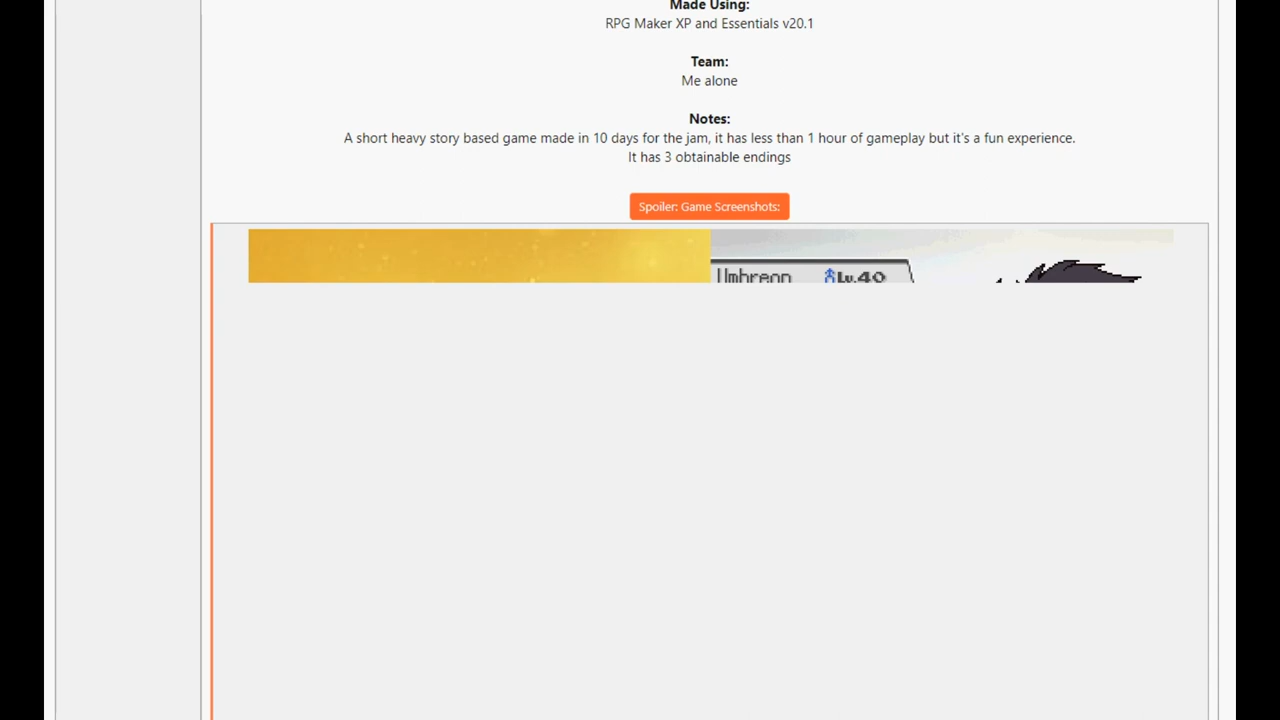 Made Using:
RPG Maker XP and Essentials v20.1
Team:
Me alone
Notes:
A short heavy story based game made in 10 days for the jam, it has less than 1 hour of gameplay but it's a fun experience.
It has 3 obtainable endings
Spoiler: Game Screenshots:
Umbreon ♂Lv.40